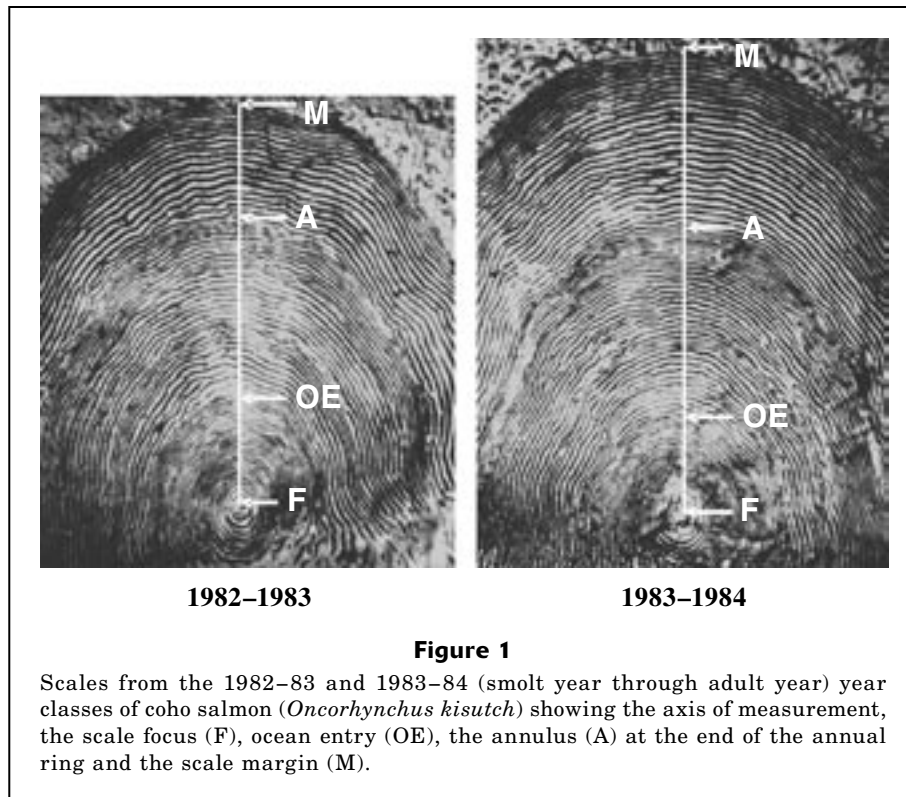 M
A
OE
F
M
A
OE
F
1982–1983
1983–1984
Figure 1
Scales from the 1982–83 and 1983–84 (smolt year through adult year) year
classes of coho salmon (Oncorhynchus kisutch) showing the axis of measurement,
the scale focus (F), ocean entry (OE), the annulus (A) at the end of the annual
ring and the scale margin (M).